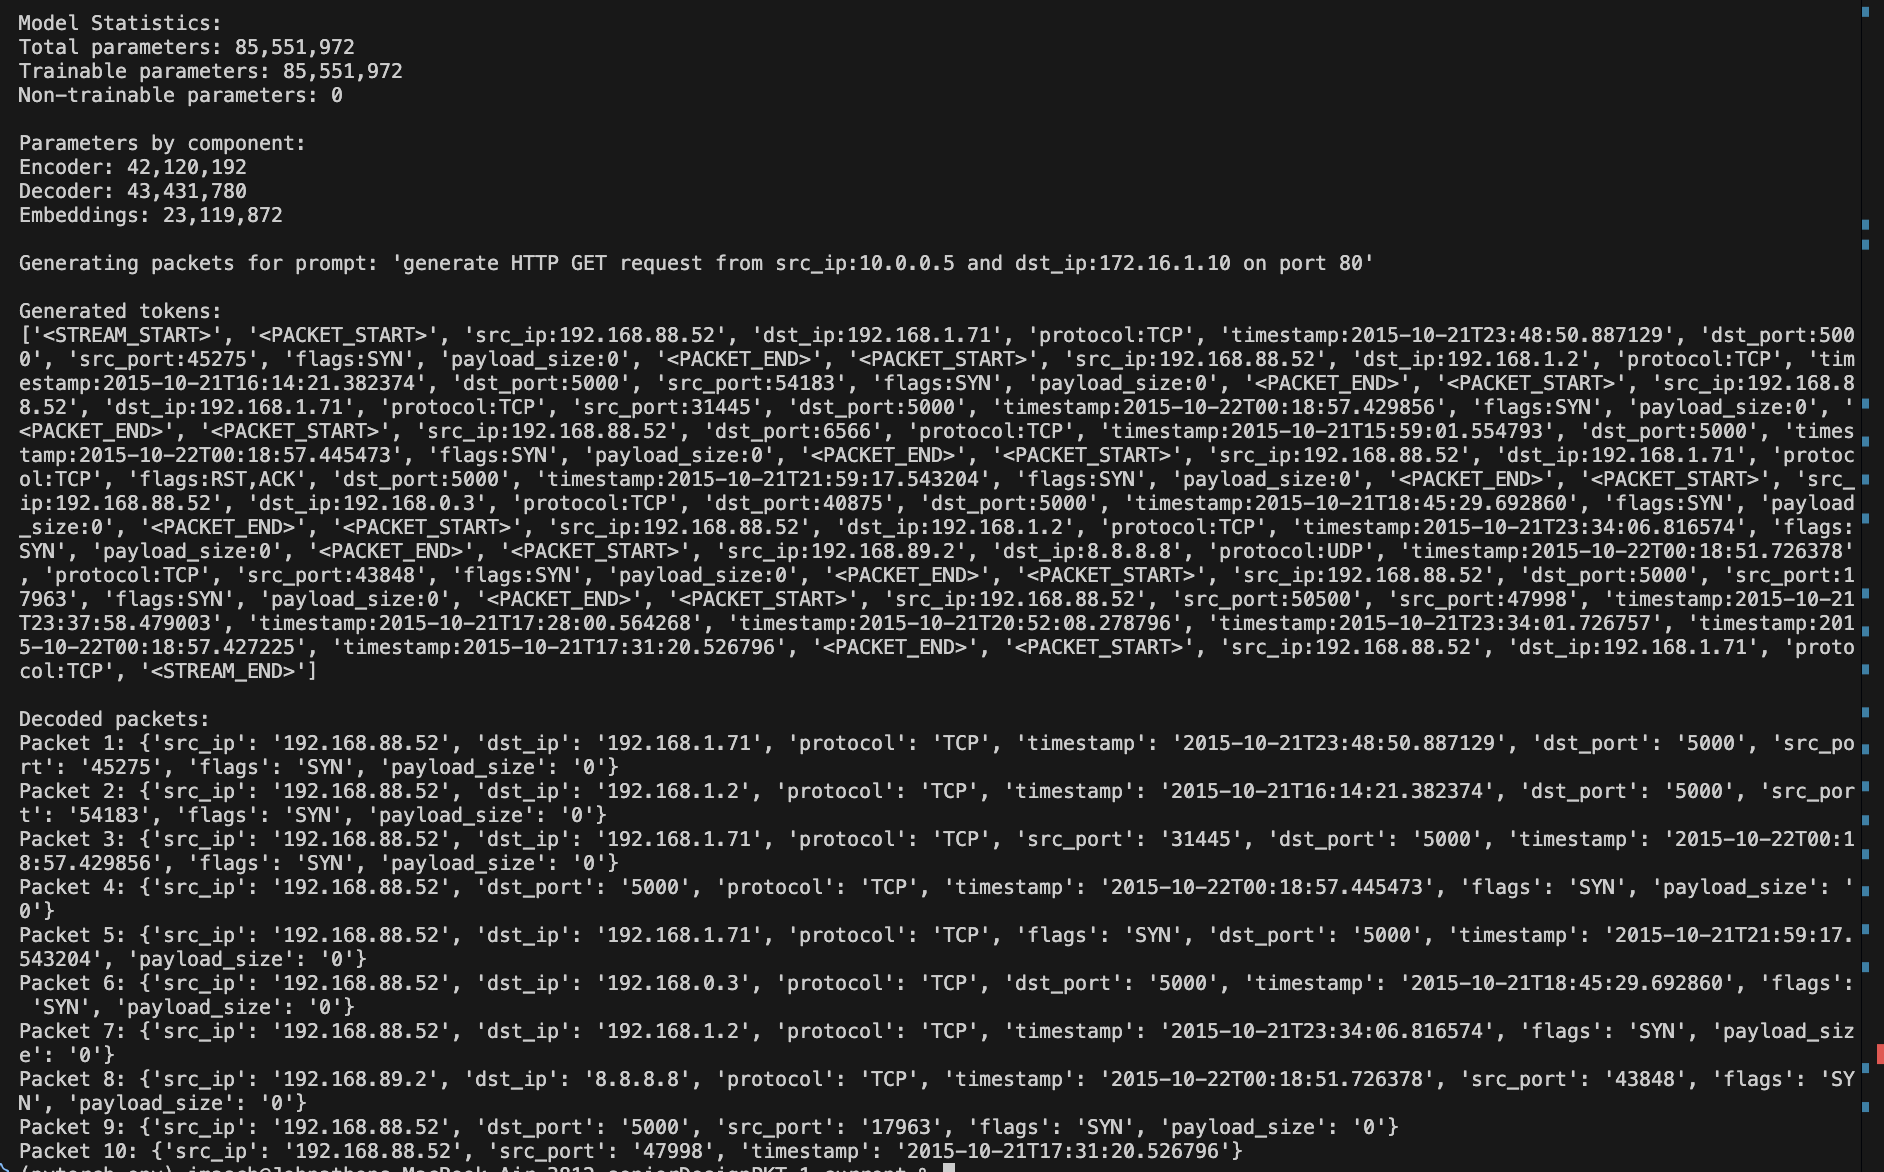 Model Statistics:
Total parameters: 85,551,972
Trainable parameters: 85,551,972
Non-trainable parameters: 0
Parameters by component:
Encoder: 42,120,192
Decoder: 43,431,780
Embeddings: 23,119,872
Generating packets for prompt: 'generate HTTP GET request from src_ip:10.0.0.5 and dst_ip:172.16.1.10 on port 80'
Generated tokens:
['<STREAM_START>', '<PACKET_START>', 'src_ip:192.168.88.52', 'dst_ip:192.168.1.71', 'protocol:TCP', 'timestamp:2015-10-21T23:48:50.887129', 'dst_port:500
0', 'src_port:45275', 'flags:SYN', 'payload_size:0', '<PACKET_END>', '<PACKET_START>', 'src_ip:192.168.88.52', 'dst_ip:192.168.1.2', 'protocol:TCP', 'tim
estamp:2015-10-21T16:14:21.382374', 'dst_port:5000', 'src_port:54183', 'flags:SYN', 'payload_size:0', '<PACKET_END>', '<PACKET_START>', 'src_ip:192.168.8
8.52', 'dst_ip:192.168.1.71', 'protocol:TCP', 'src_port:31445', 'dst_port:5000', 'timestamp:2015-10-22T00:18:57.429856', 'flags:SYN', 'payload_size:0', '
<PACKET_END>', '<PACKET_START>', 'src_ip:192.168.88.52', 'dst_port:6566', 'protocol:TCP', 'timestamp:2015-10-21T15:59:01.554793', 'dst_port:5000', 'times
tamp:2015-10-22T00:18:57.445473', 'flags:SYN', 'payload_size:0', '<PACKET_END>', '<PACKET_START>', 'src_ip:192.168.88.52', 'dst_ip:192.168.1.71', 'protoc
ol:TCP', 'flags:RST,ACK', 'dst_port:5000', 'timestamp:2015-10-21T21:59:17.543204', 'flags:SYN', 'payload_size:0', '<PACKET_END>', '<PACKET_START>', 'src_
ip:192.168.88.52', 'dst_ip:192.168.0.3', 'protocol:TCP', 'dst_port:40875', 'dst_port:5000', 'timestamp:2015-10-21T18:45:29.692860', 'flags:SYN', 'payload
_size:0', '<PACKET_END>', '<PACKET_START>', 'src_ip:192.168.88.52', 'dst_ip:192.168.1.2', 'protocol:TCP', 'timestamp:2015-10-21T23:34:06.816574', 'flags:
SYN', 'payload_size:0', '<PACKET_END>', '<PACKET_START>', 'src_ip:192.168.89.2', 'dst_ip:8.8.8.8', 'protocol:UDP', 'timestamp:2015-10-22T00:18:51.726378'
, 'protocol:TCP', 'src_port:43848', 'flags:SYN', 'payload_size:0', '<PACKET_END>', '<PACKET_START>', 'src_ip:192.168.88.52', 'dst_port:5000', 'src_port:1
7963', 'flags:SYN', 'payload_size:0', '<PACKET_END>', '<PACKET_START>', 'src_ip:192.168.88.52', 'src_port:50500', 'src_port:47998', 'timestamp:2015-10-21
T23:37:58.479003', 'timestamp:2015-10-21T17:28:00.564268', 'timestamp:2015-10-21T20:52:08.278796', 'timestamp:2015-10-21T23:34:01.726757', 'timestamp:201
5-10-22T00:18:57.427225', 'timestamp:2015-10-21T17:31:20.526796', '<PACKET_END>', '<PACKET_START>', 'src_ip:192.168.88.52', 'dst_ip:192.168.1.71', 'proto
col:TCP', '<STREAM_END>']
Decoded packets:
Packet 1: {'src_ip': '192.168.88.52', 'dst_ip': '192.168.1.71', 'protocol': 'TCP', 'timestamp': '2015-10-21T23:48:50.887129', 'dst_port': '5000', 'src_po
rt': '45275', 'flags': 'SYN', 'payload_size': '0'}
Packet 2: {'src_ip': '192.168.88.52', 'dst_ip': '192.168.1.2', 'protocol': 'TCP', 'timestamp': '2015-10-21T16:14:21.382374', 'dst_port': '5000', 'src_por
t': '54183', 'flags': 'SYN', 'payload_size': '0'}
Packet 3: {'src_ip': '192.168.88.52', 'dst_ip': '192.168.1.71', 'protocol': 'TCP', 'src_port': '31445', 'dst_port': '5000', 'timestamp': '2015-10-22T00:1
8:57.429856', 'flags': 'SYN', 'payload_size': '0'}
Packet 4: {'src_ip': '192.168.88.52', 'dst_port': '5000', 'protocol': 'TCP', 'timestamp': '2015-10-22T00:18:57.445473', 'flags': 'SYN', 'payload_size': '
0'}
Packet 5: {'src_ip': '192.168.88.52', 'dst_ip': '192.168.1.71', 'protocol': 'TCP', 'flags': 'SYN', 'dst_port': '5000', 'timestamp': '2015-10-21T21:59:17.
543204', 'payload_size': '0'}
Packet 6: {'src_ip': '192.168.88.52', 'dst_ip': '192.168.0.3', 'protocol': 'TCP', 'dst_port': '5000', 'timestamp': '2015-10-21T18:45:29.692860', 'flags':
'SYN', 'payload_size': '0'}
Packet 7: {'src_ip': '192.168.88.52', 'dst_ip': '192.168.1.2', 'protocol': 'TCP', 'timestamp': '2015-10-21T23:34:06.816574', 'flags': 'SYN', 'payload_siz
e': '0'}
Packet 8: {'src_ip': '192.168.89.2', 'dst_ip': '8.8.8.8', 'protocol': 'TCP', 'timestamp': '2015-10-22T00:18:51.726378', 'src_port': '43848', 'flags': 'SY
N', 'payload_size': '0'}
Packet 9: {'src_ip': '192.168.88.52', 'dst_port': '5000', 'src_port': '17963', 'flags': 'SYN', 'payload_size': '0'}
Packet 10: {'src_ip': '192.168.88.52', 'src_port': '47998', 'timestamp': '2015-10-21T17:31:20.526796'}